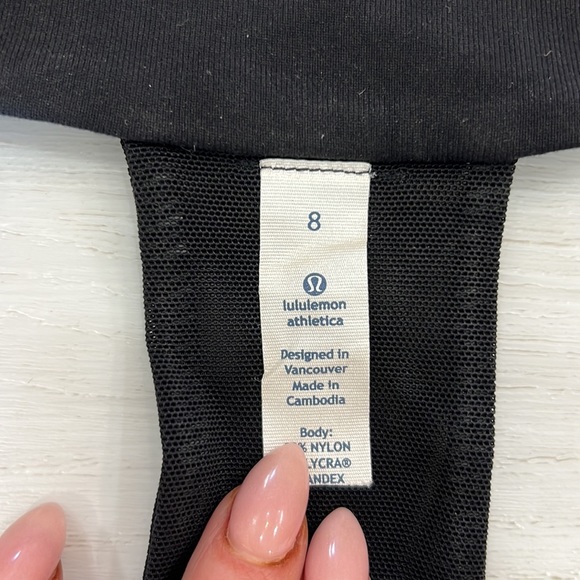 8
lululemon
athletica
Designed in
Vancouver
Made in
Cambodia
Body:
% NYLON
LYCRA®